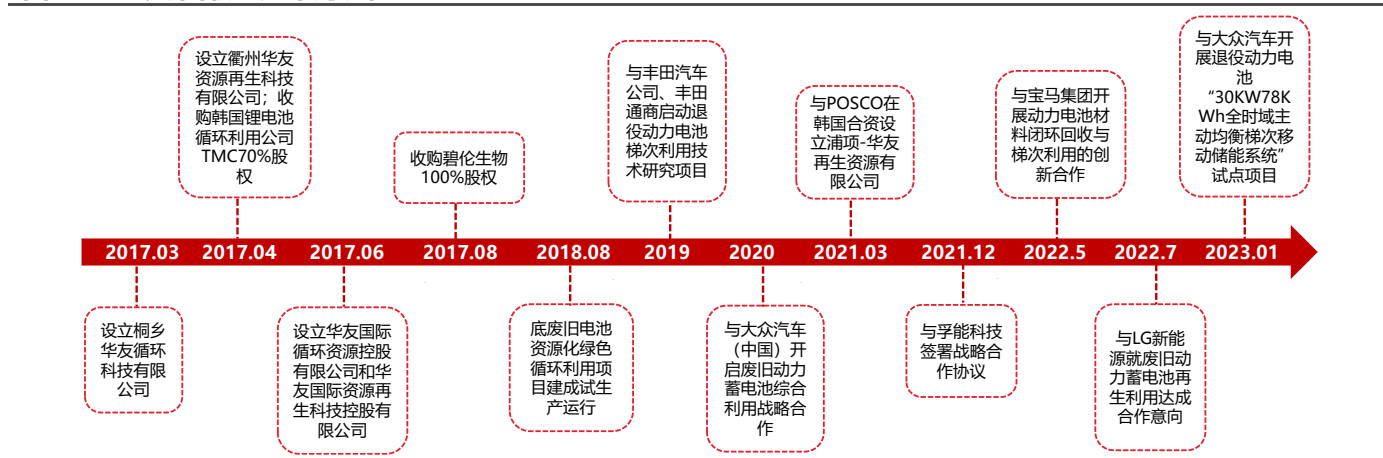 设立衢州华友
资源再生科技
有限公司；收
购韩国锂电池
循环利用公司
TMC70%股
权
收购碧伦生物
100%股权
与丰田汽车
公司、丰田
通商启动退
役动力电池
梯次利用技
术研究项目
与POSCO在
韩国合资设
立浦项-华友
再生资源有
限公司
与宝马集团开
展动力电池材
料闭环回收与
梯次利用的创
新合作
与大众汽车开
展退役动力电
池
“30KW78K
Wh全时域主
动均衡梯次移
动储能系统”
试点项目
2017.03 2017.04 2017.06 2017.08 2018.08 2019 2020 2021.03 2021.12 2022.5 2022.7 2023.01
设立桐乡
华友循环
科技有限
公司
设立华友国际
循环资源控股
有限公司和华
友国际资源再
生科技控股有
限公司
底废旧电池
资源化绿色
循环利用项
目建成试生
产运行
与大众汽车
（中国）开
启废旧动力
蓄电池综合
利用战略合
作
与孚能科技
签署战略合
作协议
与LG新能
源就废旧动
力蓄电池再
生利用达成
合作意向